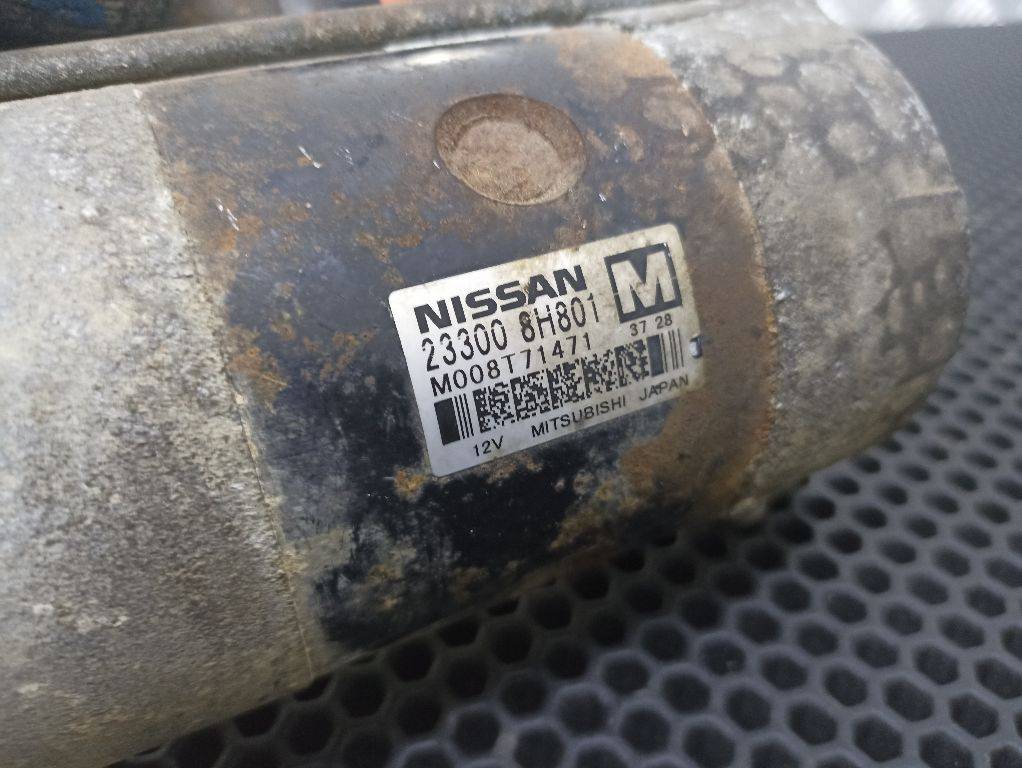 NISSAN M
23300 8H801
M008T71471 37 28
12V MITSUBISHI JAPAN